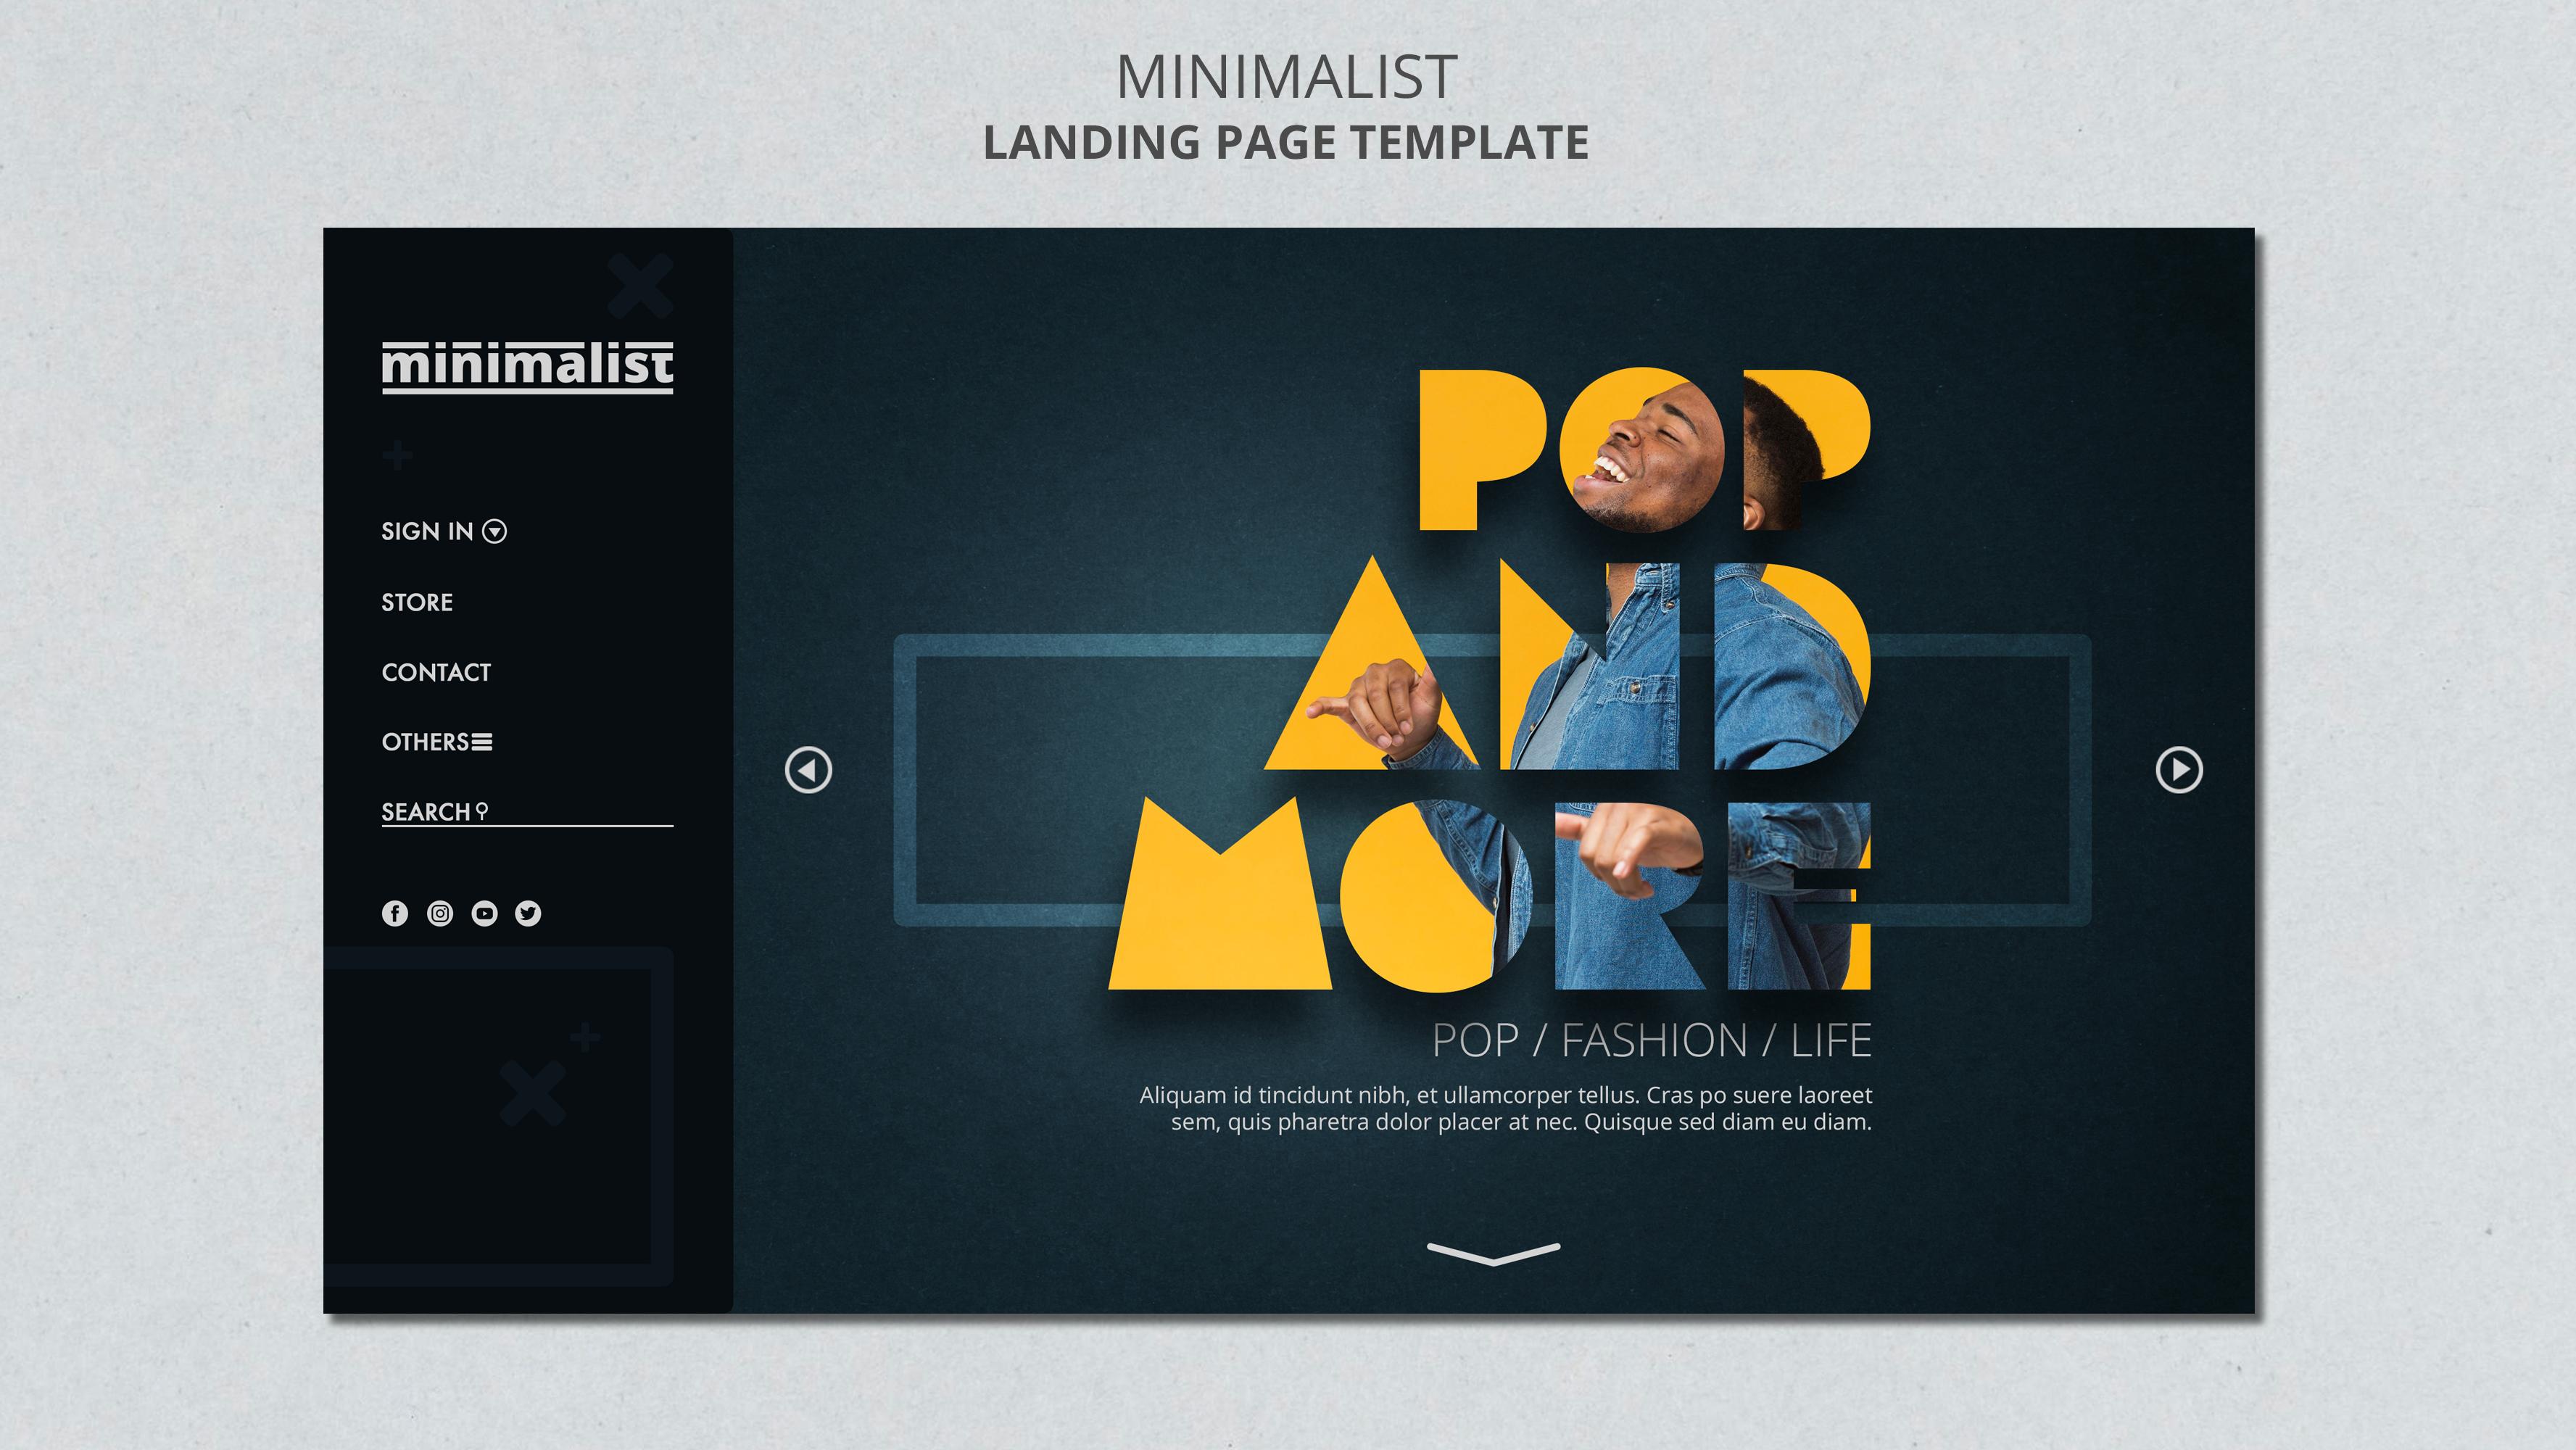 MINIMALIST
LANDING PAGE TEMPLATE
minimalist
SIGN IN
STORE
CONTACT
OTHERS
SEARCH
POP
AND
MORE
POP / FASHION / LIFE
Aliquam id tincidunt nibh, et ullamcorper tellus. Cras po suere laoreet
sem, quis pharetra dolor placer at nec. Quisque sed diam eu diam.